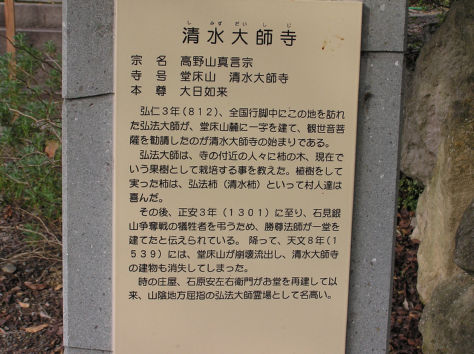 しみずだいしじ
清水大師寺
宗　名　高野山真言宗
寺　号　堂床山　清水大師寺
本　尊　大日如来
弘仁３年（８１２）、全国行脚中にこの地を訪れ
た弘法大師が、堂床山麓に一字を建て、観世音菩
薩を勧請したのが清水大師寺の始まりである。
弘法大師は、寺の付近の人々に柿の木、現在で
いう果樹として栽培する事を教えた。植樹をして
実った柿は、弘法柿（清水柿）といって村人達は
喜んだ。
その後、正安３年（１３０１）に至り、石見銀
山争奪戦の犠牲者を弔うため、勝尊法師が一堂を
建てたと伝えられている。降って、天文８年（１
５３９）には、堂床山が崩壊流出し、清水大師寺
の建物も消失してしまった。
時の庄屋、石原安左右衛門がお堂を再建して以
来、山陰地方屈指の弘法大師霊場として名高い。